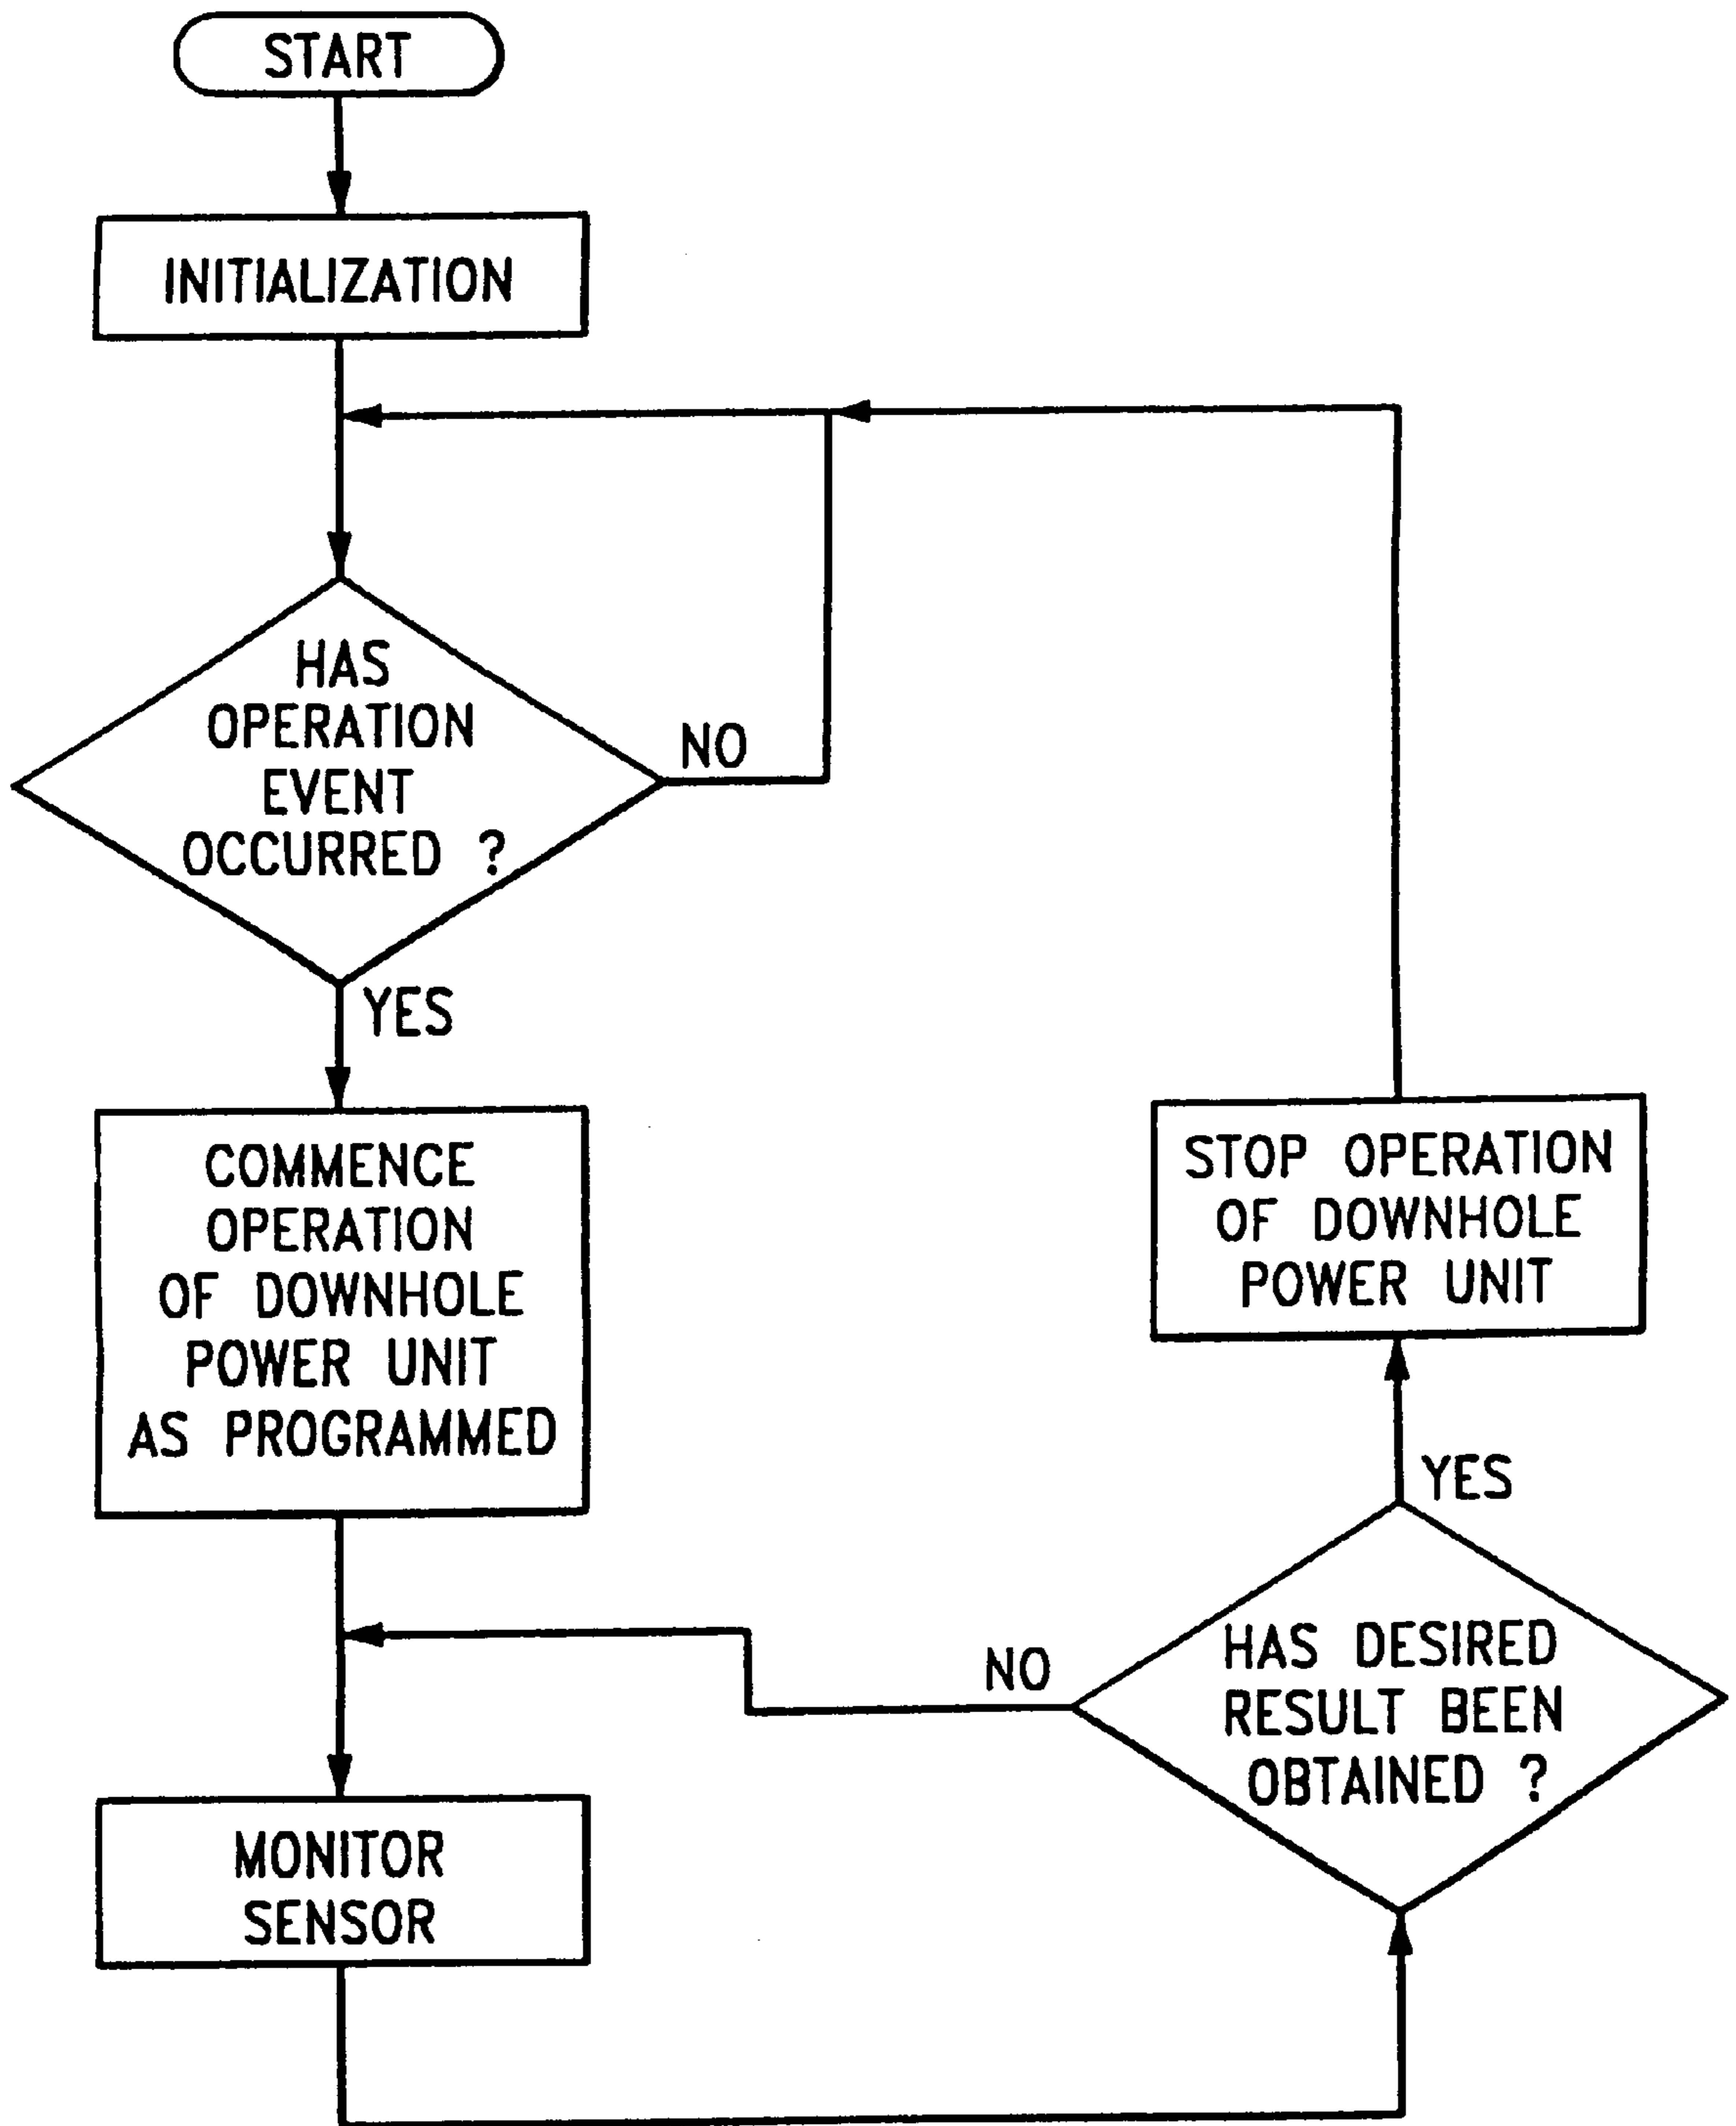 START
INITIALIZATION
HAS
OPERATION
EVENT
OCCURRED ?
NO
YES
COMMENCE
OPERATION
OF DOWNHOLE
POWER UNIT
AS PROGRAMMED
MONITOR
SENSOR
HAS DESIRED
RESULT BEEN
OBTAINED ?
NO
YES
STOP OPERATION
OF DOWNHOLE
POWER UNIT